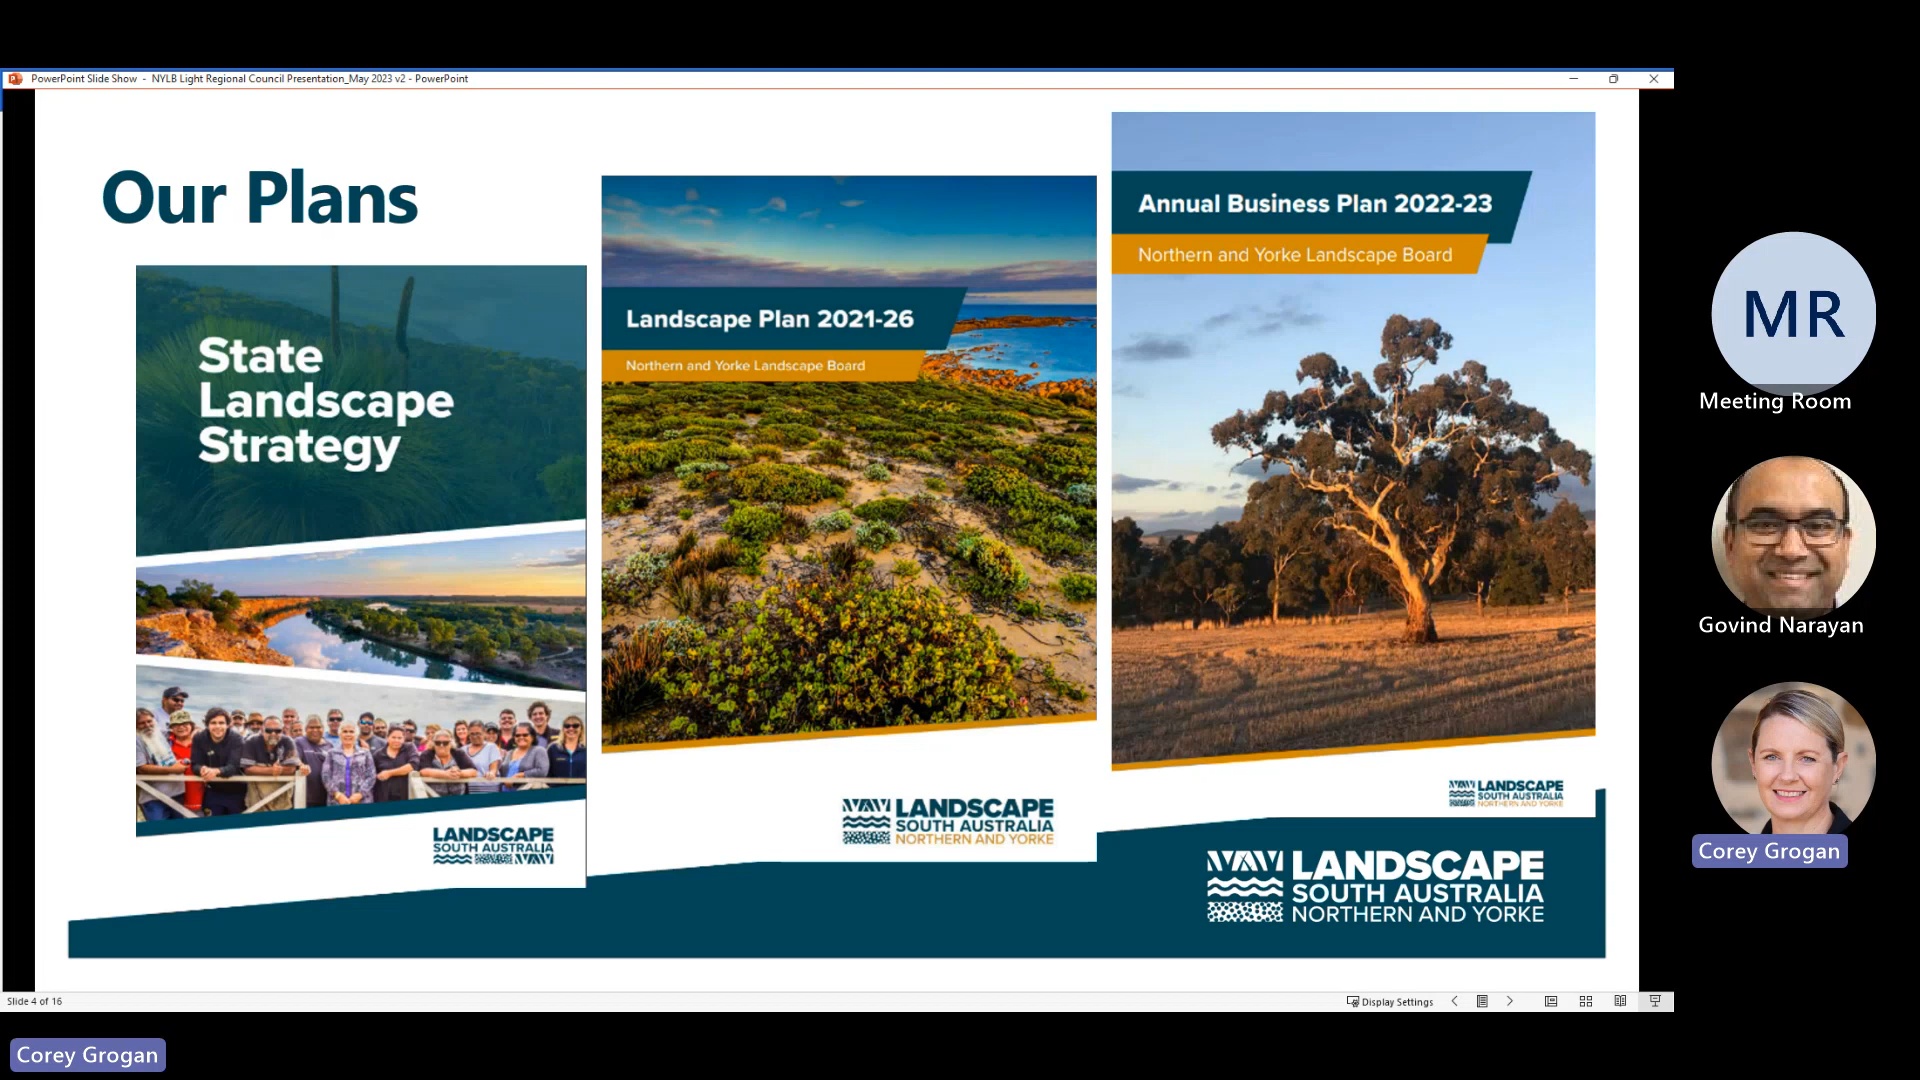 PowerPoint Slide Show - NYLB Light Regional Council Presentation_May 2023 v2 - PowerPoint
Our Plans
State
Landscape
Strategy
LANDSCAPE
SOUTH AUSTRALIA
Landscape Plan 2021-26
Northern and Yorke Landscape Board
LANDSCAPE
SOUTH AUSTRALIA
NORTHERN AND YORKE
Annual Business Plan 2022-23
Northern and Yorke Landscape Board
LANDSCAPE
SOUTH AUSTRALIA
NORTHERN AND YORKE
LANDSCAPE
SOUTH AUSTRALIA
NORTHERN AND YORKE
Slide 4 of 16
Display Settings
MR
Meeting Room
Govind Narayan
Corey Grogan
Corey Grogan